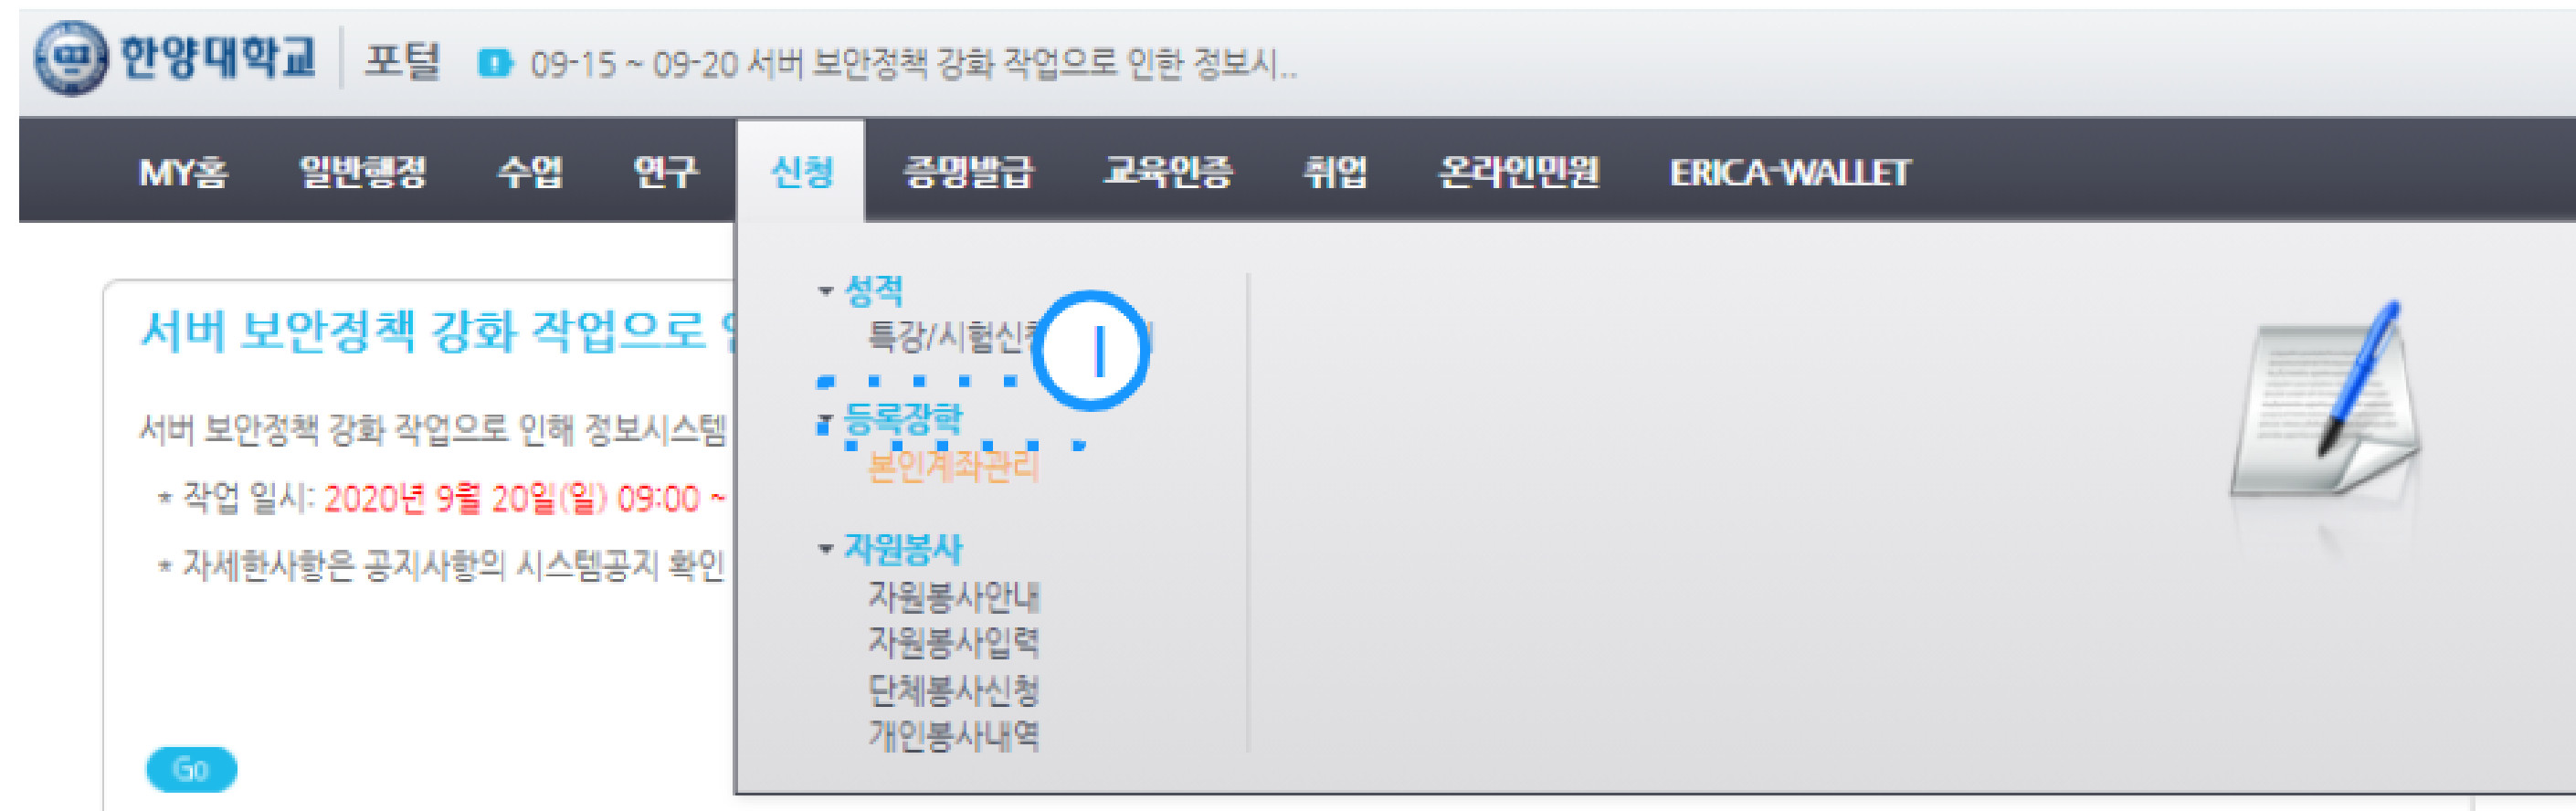 한양대학교 포털 09-15 ~ 09-20 서버 보안정책 강화 작업으로 인한 정보시..
MY홈 일반행정 수업 연구 신청 증명발급 교육인증 취업 온라인민원 ERICA-WALLET
서버 보안정책 강화 작업으로
서버 보안정책 강화 작업으로 인해 정보시스템
* 작업 일시: 2020년 9월 20일(일) 09:00 ~
* 자세한사항은 공지사항의 시스템공지 확인
Go
성적
특강/시험신청
1
등록장학
본인계좌관리
자원봉사
자원봉사안내
자원봉사입력
단체봉사신청
개인봉사내역